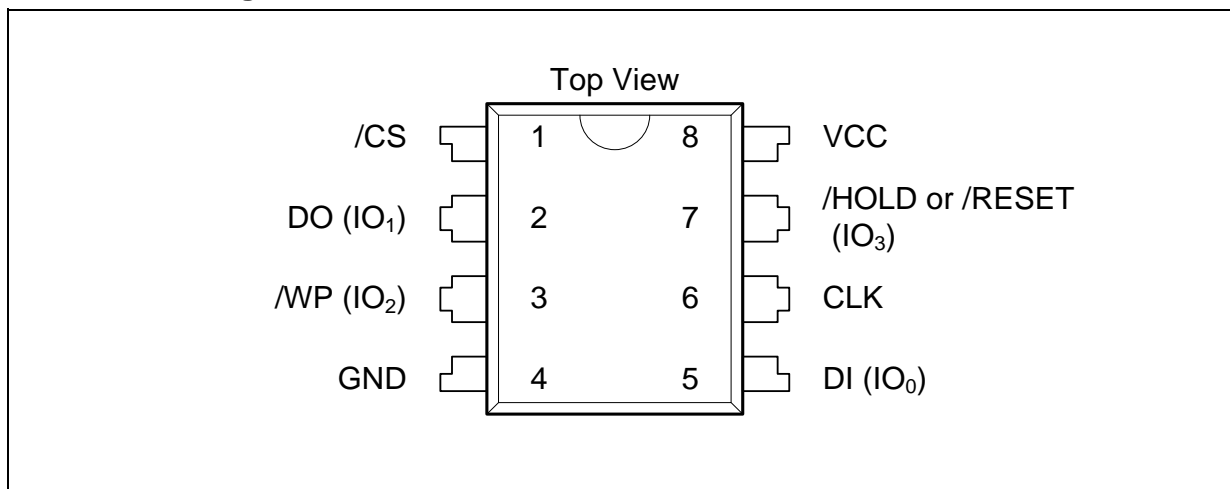 Top View
/CS 1 8 VCC
DO (IO₁) 2 7 /HOLD or /RESET
(IO₃)
/WP (IO₂) 3 6 CLK
GND 4 5 DI (IO₀)